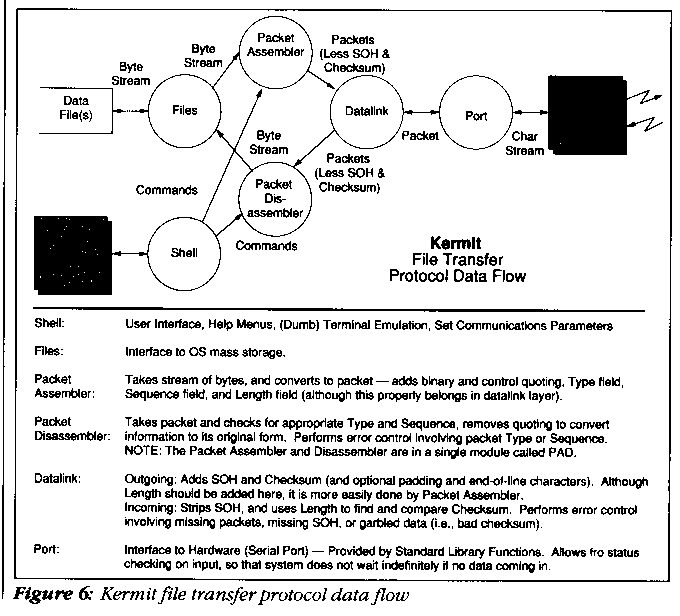 Packet
Assembler
Packets
(Less SOH &
Checksum)
Byte
Stream
Byte
Stream
Data
File(s)
Files
Datalink
Port
Packet
Char
Stream
Byte
Stream
Packets
(Less SOH &
Checksum)
Commands
Packet
Dis-
assembler
Shell
Commands
Kermit
File Transfer
Protocol Data Flow
Shell: User Interface, Help Menus, (Dumb) Terminal Emulation, Set Communications Parameters
Files: Interface to OS mass storage.
Packet Takes stream of bytes, and converts to packet — adds binary and control quoting, Type field,
Assembler: Sequence field, and Length field (although this properly belongs in datalink layer).
Packet Takes packet and checks for appropriate Type and Sequence, removes quoting to convert
Disassembler: information to its original form. Performs error control involving packet Type or Sequence.
NOTE: The Packet Assembler and Disassembler are in a single module called PAD.
Datalink: Outgoing: Adds SOH and Checksum (and optional padding and end-of-line characters). Although
Length should be added here, it is more easily done by Packet Assembler.
Incoming: Strips SOH, and uses Length to find and compare Checksum. Performs error control
involving missing packets, missing SOH, or garbled data (i.e., bad checksum).
Port: Interface to Hardware (Serial Port) — Provided by Standard Library Functions. Allows fro status
checking on input, so that system does not wait indefinitely if no data coming in.
Figure 6: Kermit file transfer protocol data flow